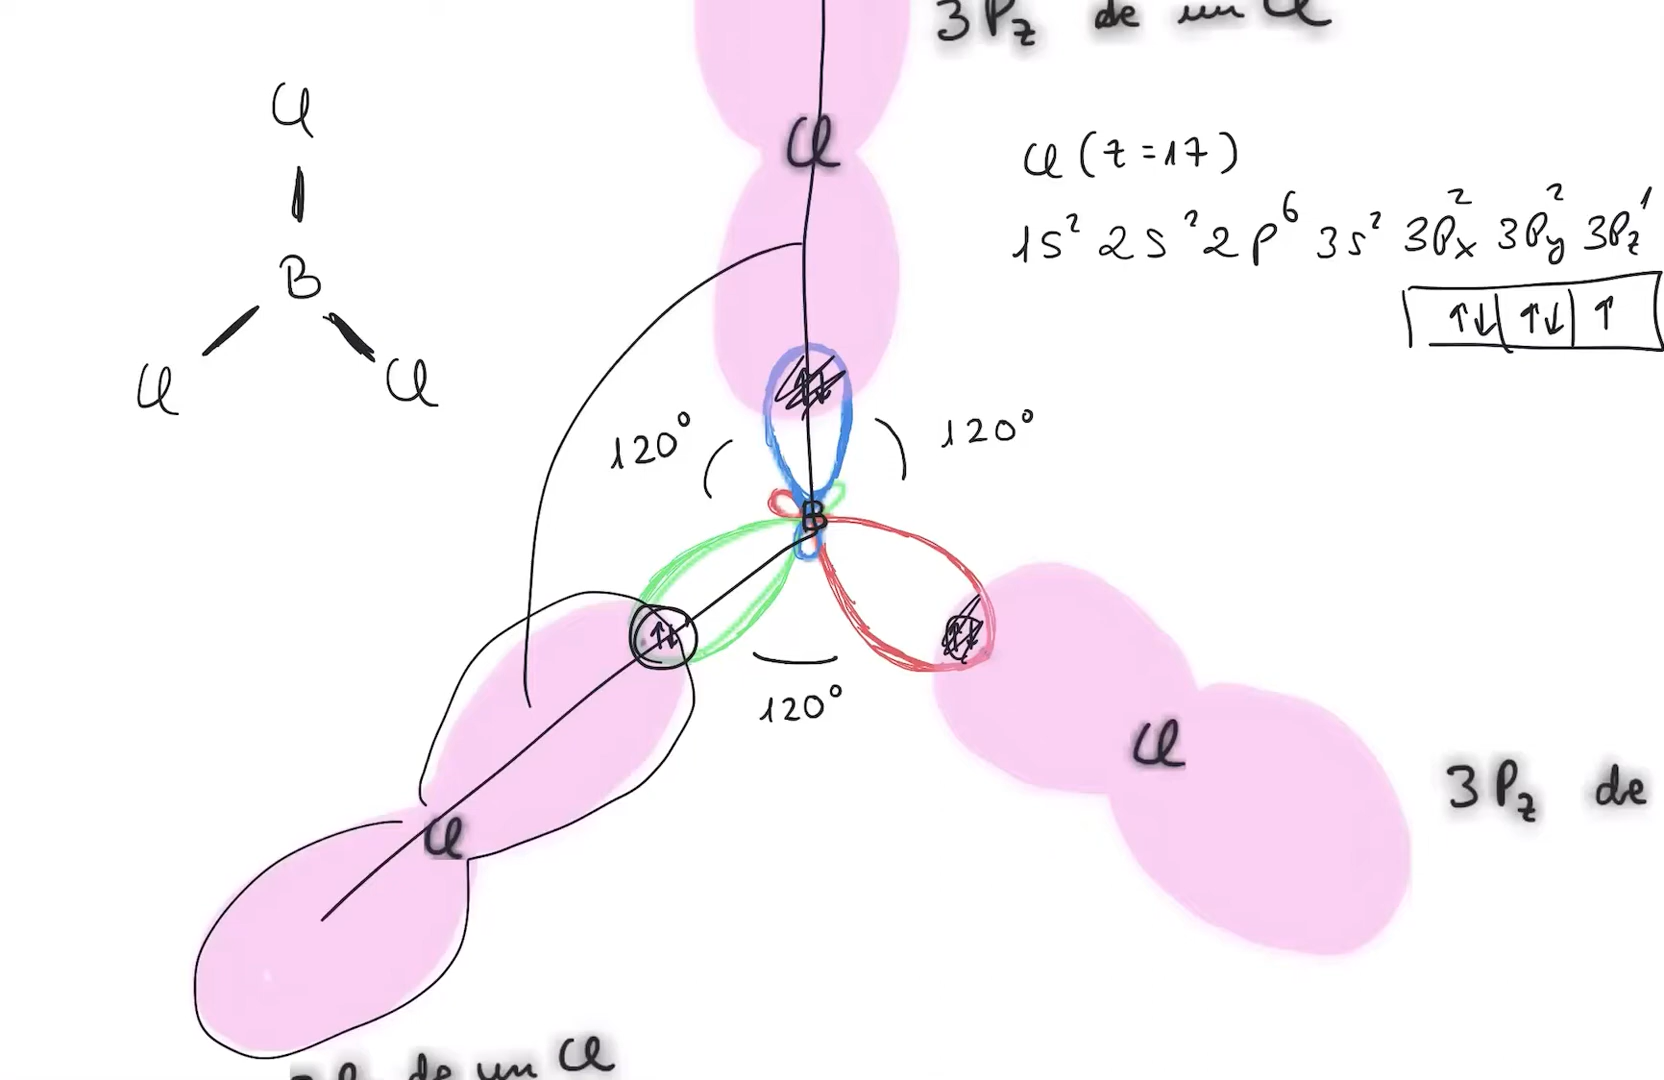 3Pz de un Cl
Cl
Cl (z=17)
1s² 2s² 2p⁶ 3s² 3Px² 3Py² 3Pz¹
↑↓ ↑↓ ↑
Cl
B
Cl Cl
120° 120°
↑↓
B
↑↓ ↑↓
120°
Cl
3Pz de
Cl
de un Cl